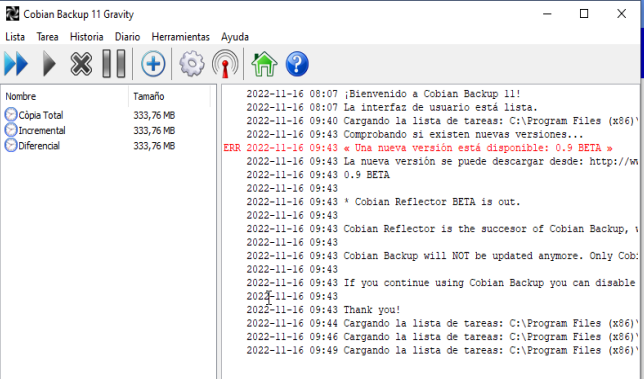 Cobian Backup 11 Gravity
Lista Tarea Historia Diario Herramientas Ayuda
Nombre Tamaño
Còpia Total 333,76 MB
Incremental 333,76 MB
Diferencial 333,76 MB
2022-11-16 08:07 ¡Bienvenido a Cobian Backup 11!
2022-11-16 08:07 La interfaz de usuario está lista.
2022-11-16 09:40 Cargando la lista de tareas: C:\Program Files (x86)\
2022-11-16 09:43 Comprobando si existen nuevas versiones...
ERR 2022-11-16 09:43 « Una nueva versión está disponible: 0.9 BETA »
2022-11-16 09:43 La nueva versión se puede descargar desde: http://w
2022-11-16 09:43 0.9 BETA
2022-11-16 09:43
2022-11-16 09:43 * Cobian Reflector BETA is out.
2022-11-16 09:43
2022-11-16 09:43 Cobian Reflector is the succesor of Cobian Backup,
2022-11-16 09:43
2022-11-16 09:43 Cobian Backup will NOT be updated anymore. Only Cob
2022-11-16 09:43
2022-11-16 09:43 If you continue using Cobian Backup you can disable
2022-11-16 09:43
2022-11-16 09:43 Thank you!
2022-11-16 09:44 Cargando la lista de tareas: C:\Program Files (x86)\
2022-11-16 09:46 Cargando la lista de tareas: C:\Program Files (x86)\
2022-11-16 09:49 Cargando la lista de tareas: C:\Program Files (x86)\